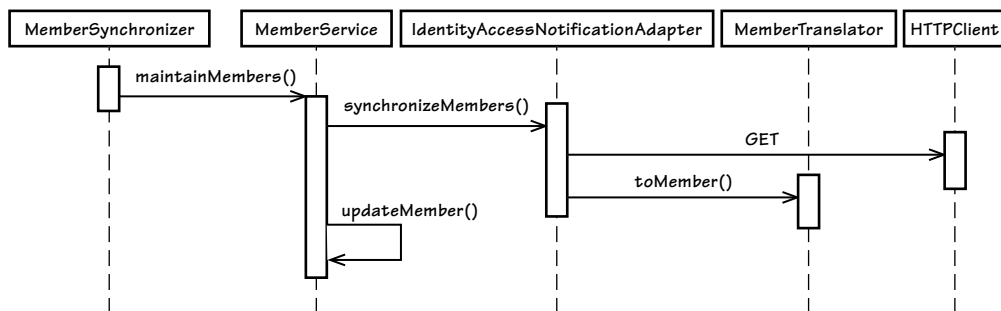 MemberSynchronizer
MemberService
IdentityAccessNotificationAdapter
MemberTranslator
HTTPClient
maintainMembers()
synchronizeMembers()
GET
toMember()
updateMember()